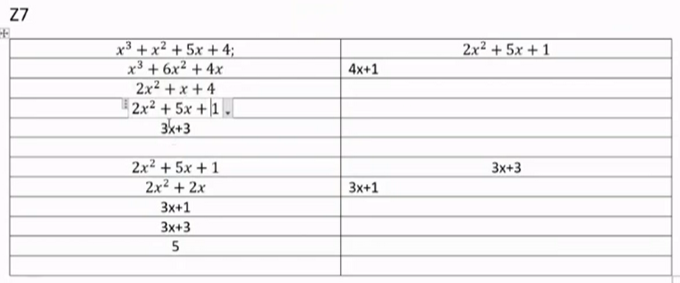 Z7
x³ + x² + 5x + 4; 2x² + 5x + 1
x³ + 6x² + 4x 4x+1
2x² + x + 4
2x² + 5x + 1
3x+3
2x² + 5x + 1 3x+3
2x² + 2x 3x+1
3x+1
3x+3
5